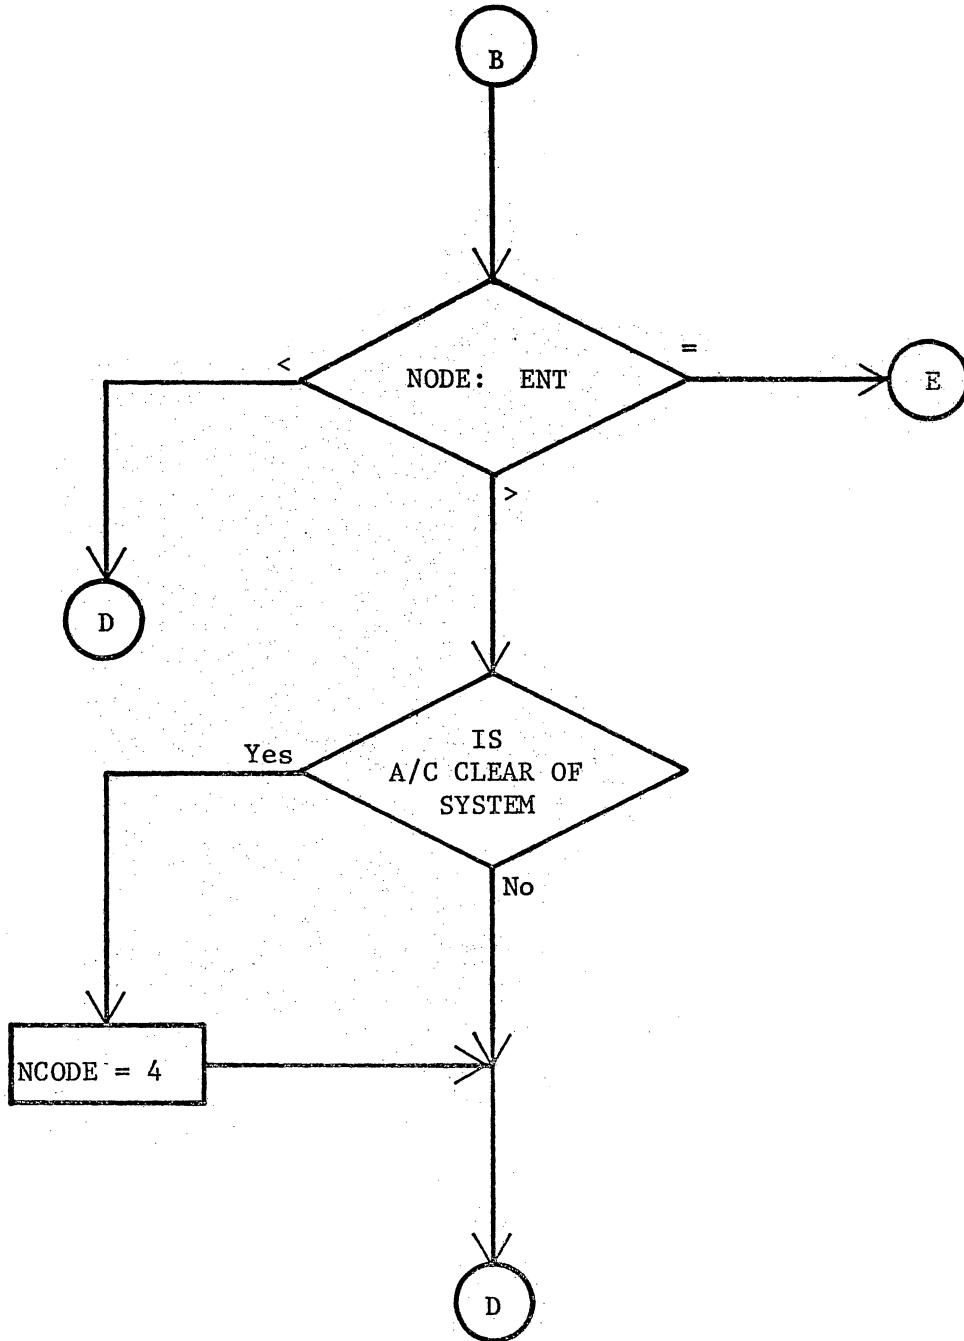 B
<
NODE: ENT
=
E
>
D
IS
A/C CLEAR OF
SYSTEM
Yes
No
NCODE = 4
D